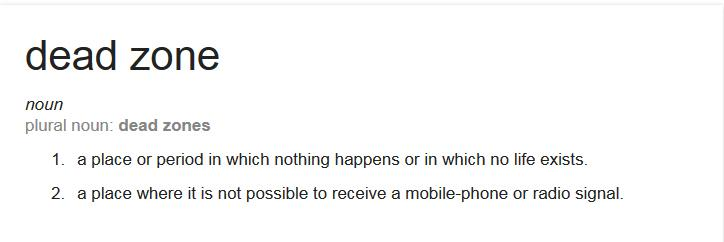 dead zone
noun
plural noun: dead zones
1. a place or period in which nothing happens or in which no life exists.
2. a place where it is not possible to receive a mobile-phone or radio signal.